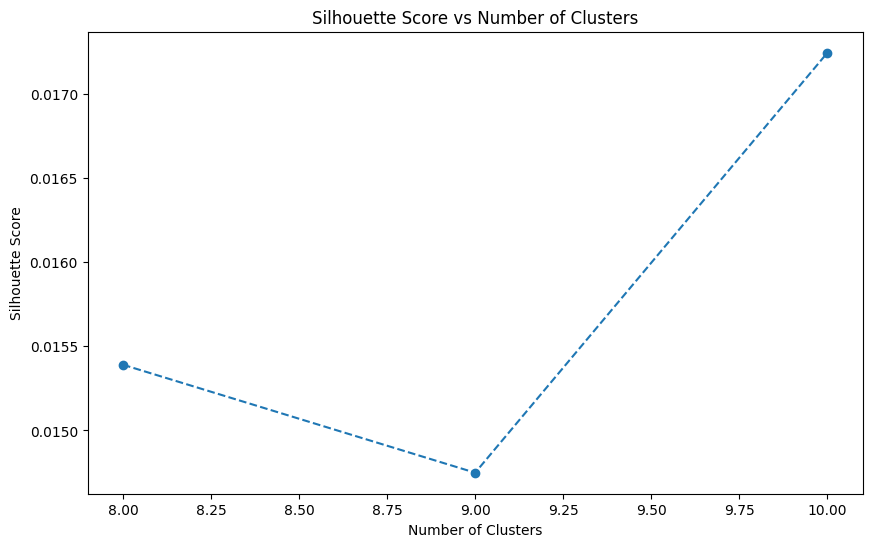 Silhouette Score vs Number of Clusters
Silhouette Score
0.0170
0.0165
0.0160
0.0155
0.0150
8.00 8.25 8.50 8.75 9.00 9.25 9.50 9.75 10.00
Number of Clusters